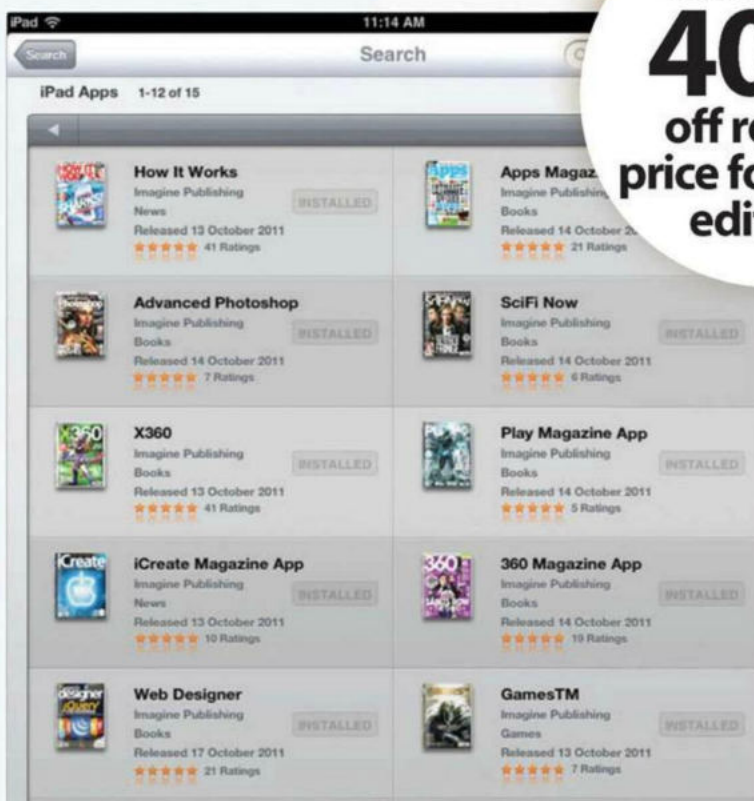 iPad
11:14 AM
Search
Search
iPad Apps 1-12 of 15
40
off re
price fo
edi
How It Works
Imagine Publishing
News
Released 13 October 2011
41 Ratings
INSTALLED
Apps Magaz
Imagine Publishing
Books
Released 14 October 20
21 Ratings
Advanced Photoshop
Imagine Publishing
Books
Released 14 October 2011
7 Ratings
INSTALLED
SciFi Now
Imagine Publishing
Books
Released 14 October 2011
6 Ratings
INSTALLED
X360
Imagine Publishing
Books
Released 13 October 2011
41 Ratings
INSTALLED
Play Magazine App
Imagine Publishing
Books
Released 14 October 2011
5 Ratings
INSTALLED
iCreate
iCreate Magazine App
Imagine Publishing
News
Released 13 October 2011
10 Ratings
INSTALLED
360
360 Magazine App
Imagine Publishing
Books
Released 14 October 2011
19 Ratings
INSTALLED
designer
jQuery
Web Designer
Imagine Publishing
Books
Released 17 October 2011
21 Ratings
INSTALLED
GamesTM
Imagine Publishing
Games
Released 13 October 2011
7 Ratings
INSTALLED